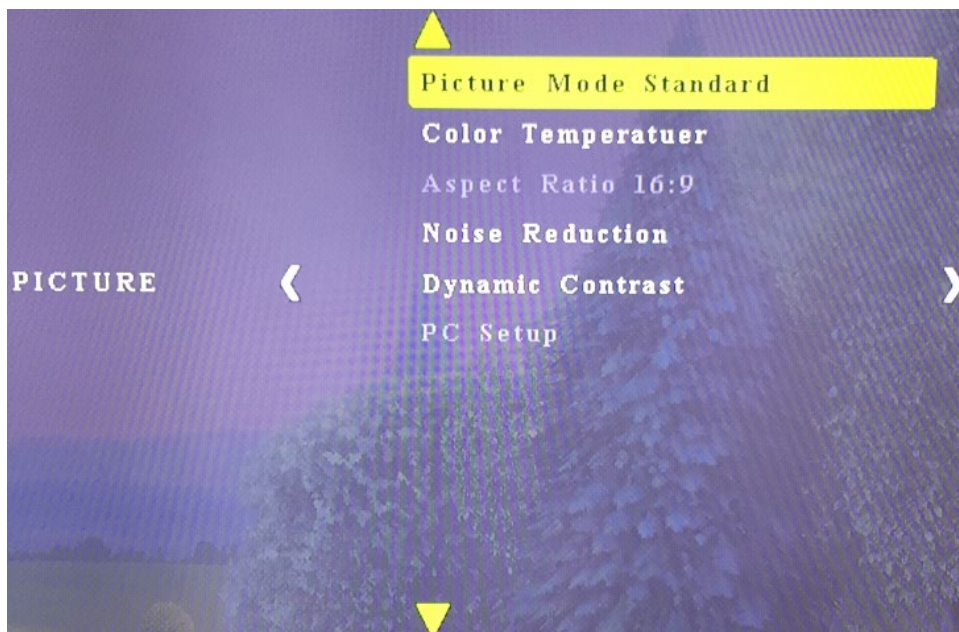 Picture Mode Standard
Color Temperatuer
Aspect Ratio 16:9
Noise Reduction
PICTURE
Dynamic Contrast
PC Setup